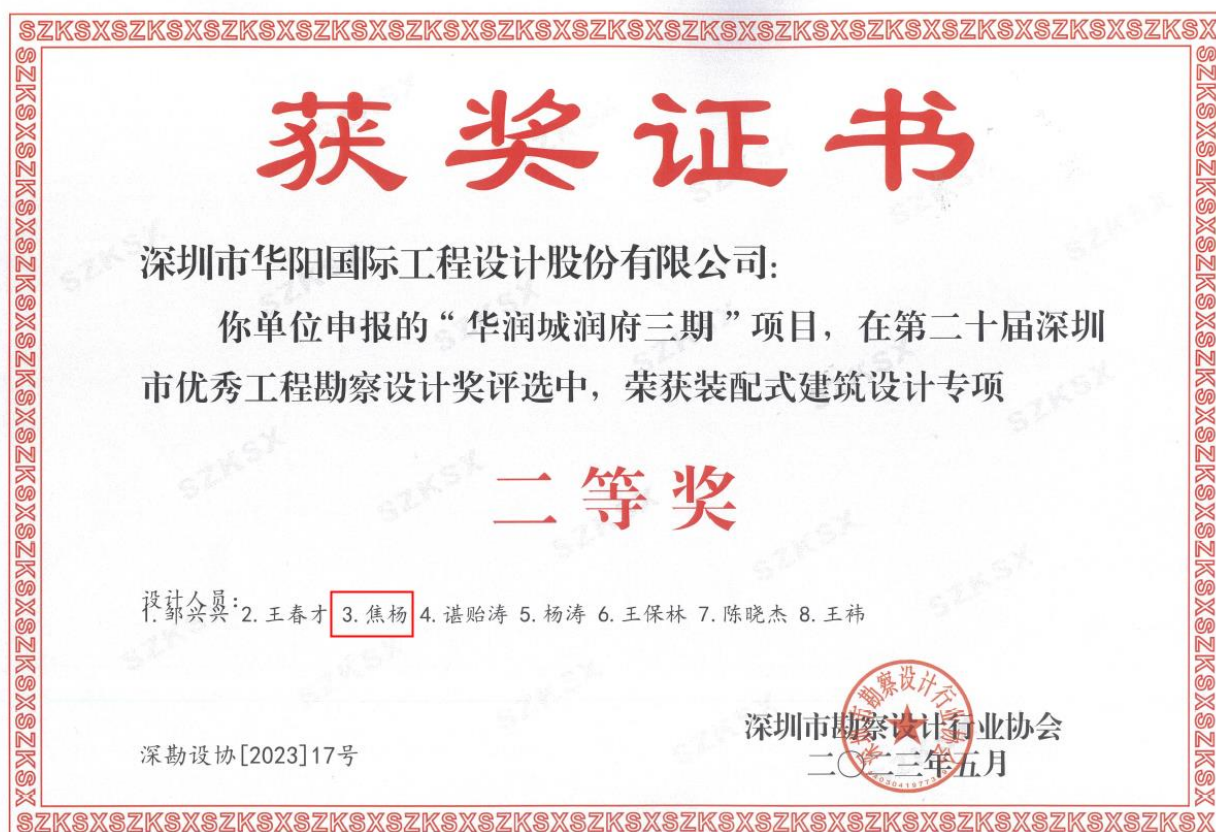 SZKSXSZKSXSZKSXSZKSXSZKSXSZKSXSZKSXSZKSXSZKSXSZKSXSZKSXSZKSXSZKSX
获奖证书
深圳市华阳国际工程设计股份有限公司:
你单位申报的“华润城润府三期”项目，在第二十届深圳
市优秀工程勘察设计奖评选中，荣获装配式建筑设计专项
二等奖
设计人员:
1. 邹兴兴 2. 王春才 3. 焦杨 4. 谌贻涛 5. 杨涛 6. 王保林 7. 陈晓杰 8. 王祎
深圳市勘察设计行业协会
二〇二三年五月
深勘设协[2023]17号